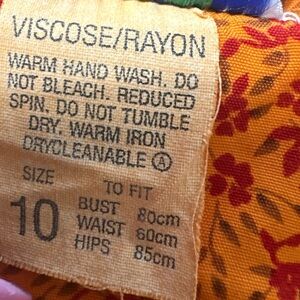 VISCOSE/RAYON
WARM HAND WASH. DO
NOT BLEACH. REDUCED
SPIN. DO NOT TUMBLE
DRY. WARM IRON
DRYCLEANABLE Ⓐ
SIZE TO FIT
10 BUST 80cm
WAIST 60cm
HIPS 85cm